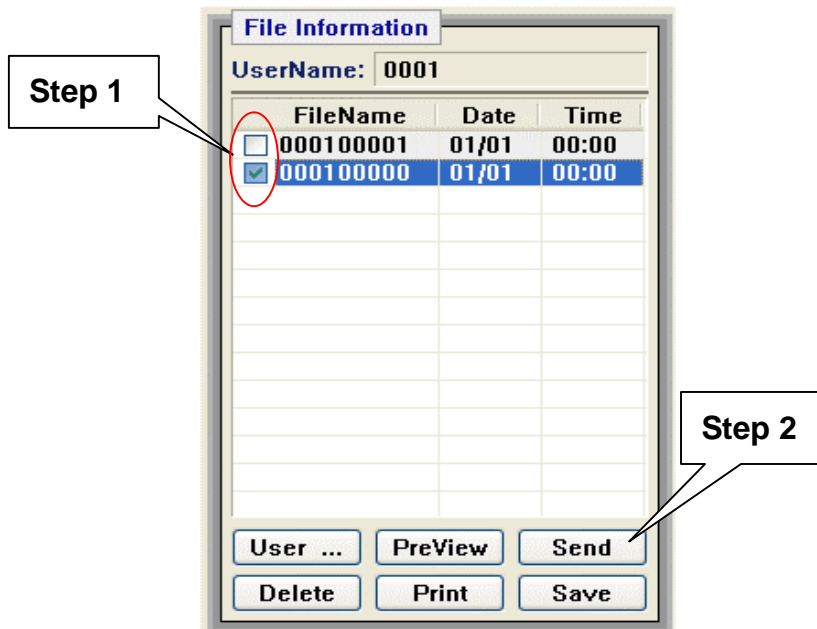 File Information
UserName: 0001
Step 1
FileName Date Time
000100001 01/01 00:00
000100000 01/01 00:00
Step 2
User ... PreView Send
Delete Print Save